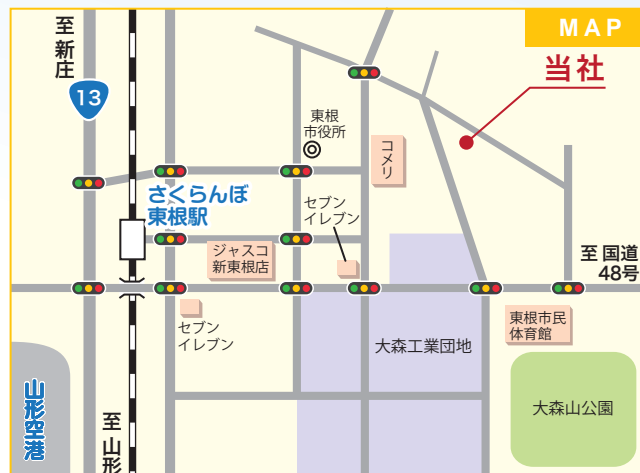 MAP
至新庄
13
当社
東根
市役所
コメリ
さくらんぼ
東根駅
セブン
イレブン
ジャスコ
新東根店
至 国道
48号
セブン
イレブン
東根市民
体育館
大森工業団地
山形空港
至山形
大森山公園